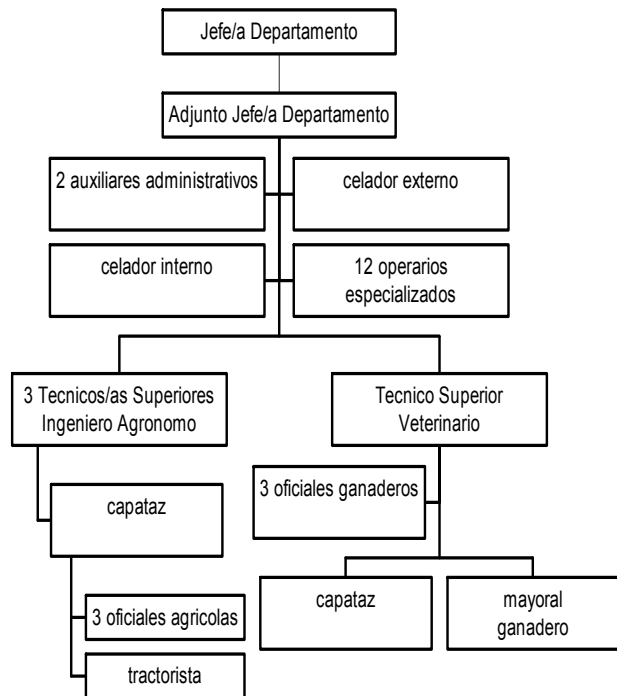 Jefe/a Departamento
Adjunto Jefe/a Departamento
2 auxiliares administrativos
celador externo
celador interno
12 operarios
especializados
3 Tecnicos/as Superiores
Ingeniero Agronomo
Tecnico Superior
Veterinario
capataz
3 oficiales agricolas
tractorista
3 oficiales ganaderos
capataz
mayoral
ganadero